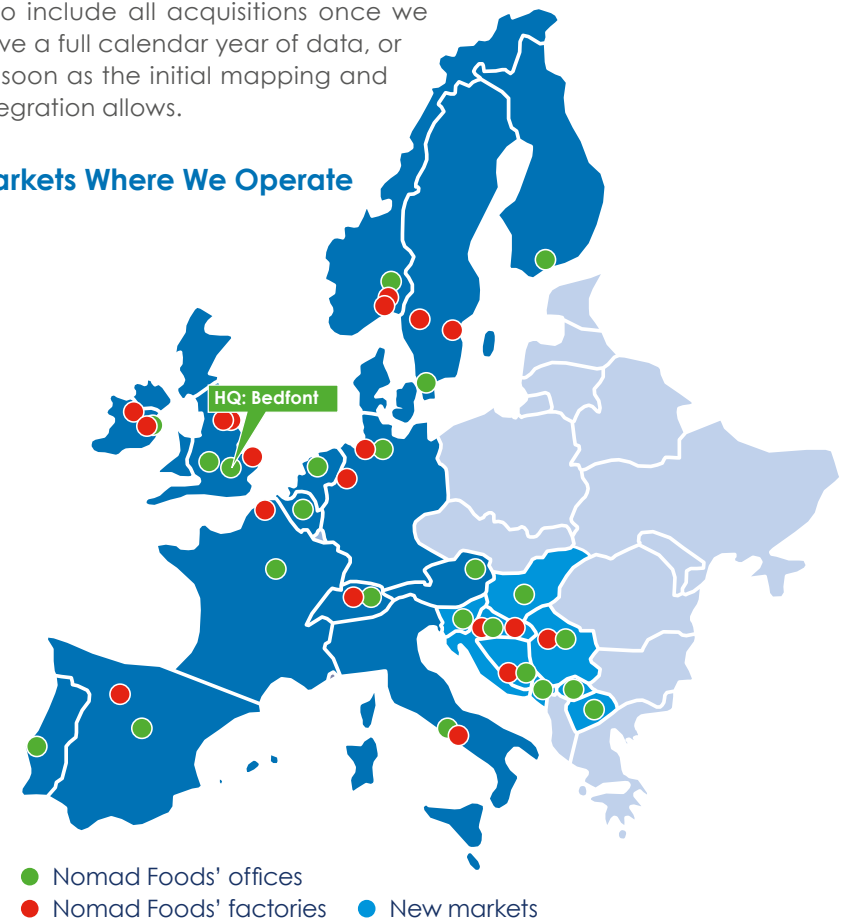 o include all acquisitions once we
ve a full calendar year of data, or
soon as the initial mapping and
egration allows.
arkets Where We Operate
HQ: Bedfont
Nomad Foods' offices
Nomad Foods' factories
New markets